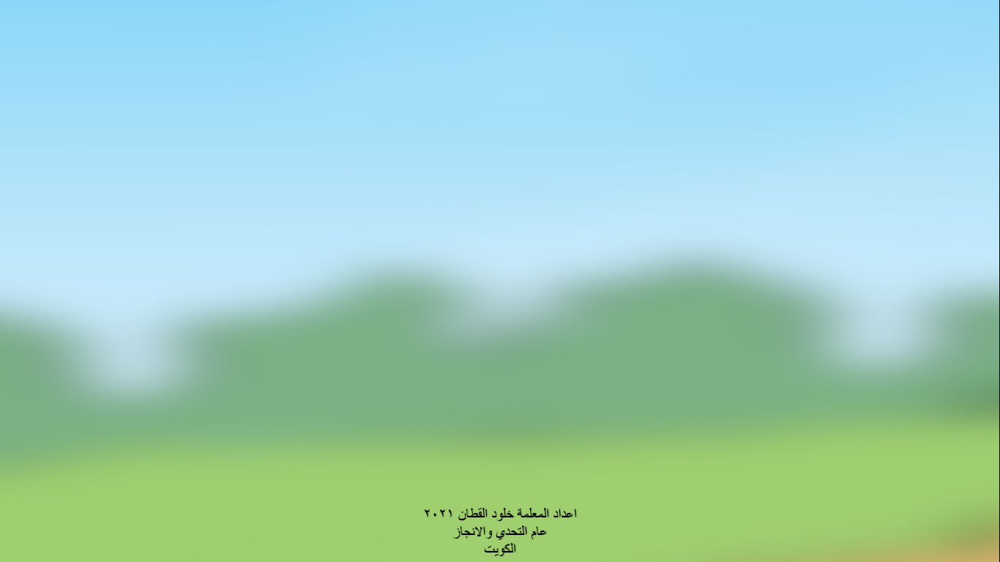 اعداد المعلمة خلود القطان ٢٠٢١
عام التحدي والانجاز
الكويت